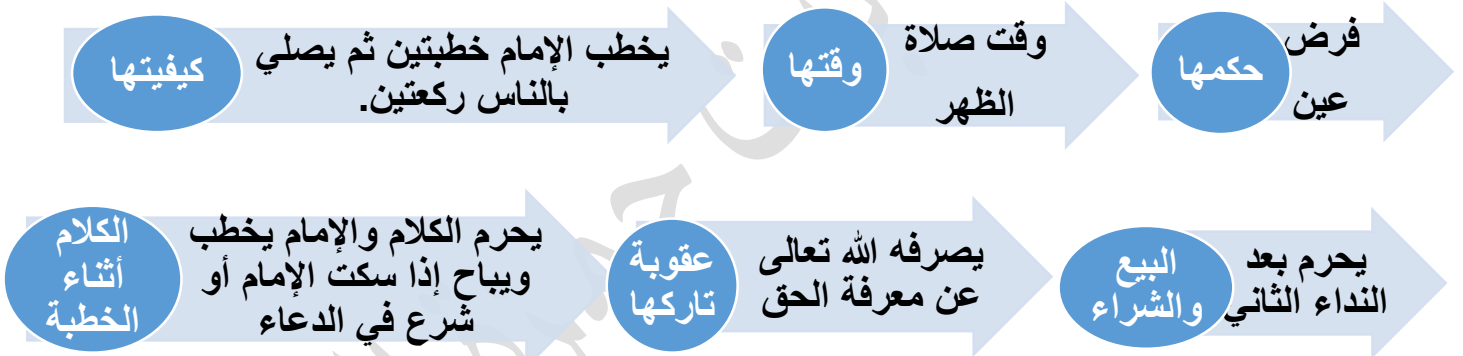 حكمها
فرض
عين
وقتها
وقت صلاة
الظهر
كيفيتها
يخطب الإمام خطبتين ثم يصلي
بالناس ركعتين.
البيع
والشراء
يحرم بعد
النداء الثاني
عقوبة
تاركها
يصرفه الله تعالى
عن معرفة الحق
الكلام
أثناء
الخطبة
يحرم الكلام والإمام يخطب
ويباح إذا سكت الإمام أو
شرع في الدعاء